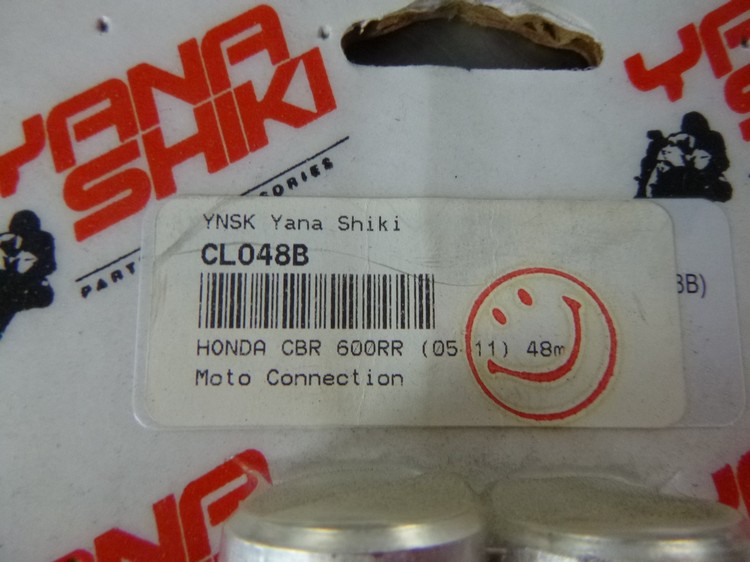 YANA
SHIKI
YNSK Yana Shiki
CL048B
HONDA CBR 600RR (05 11) 48m
Moto Connection